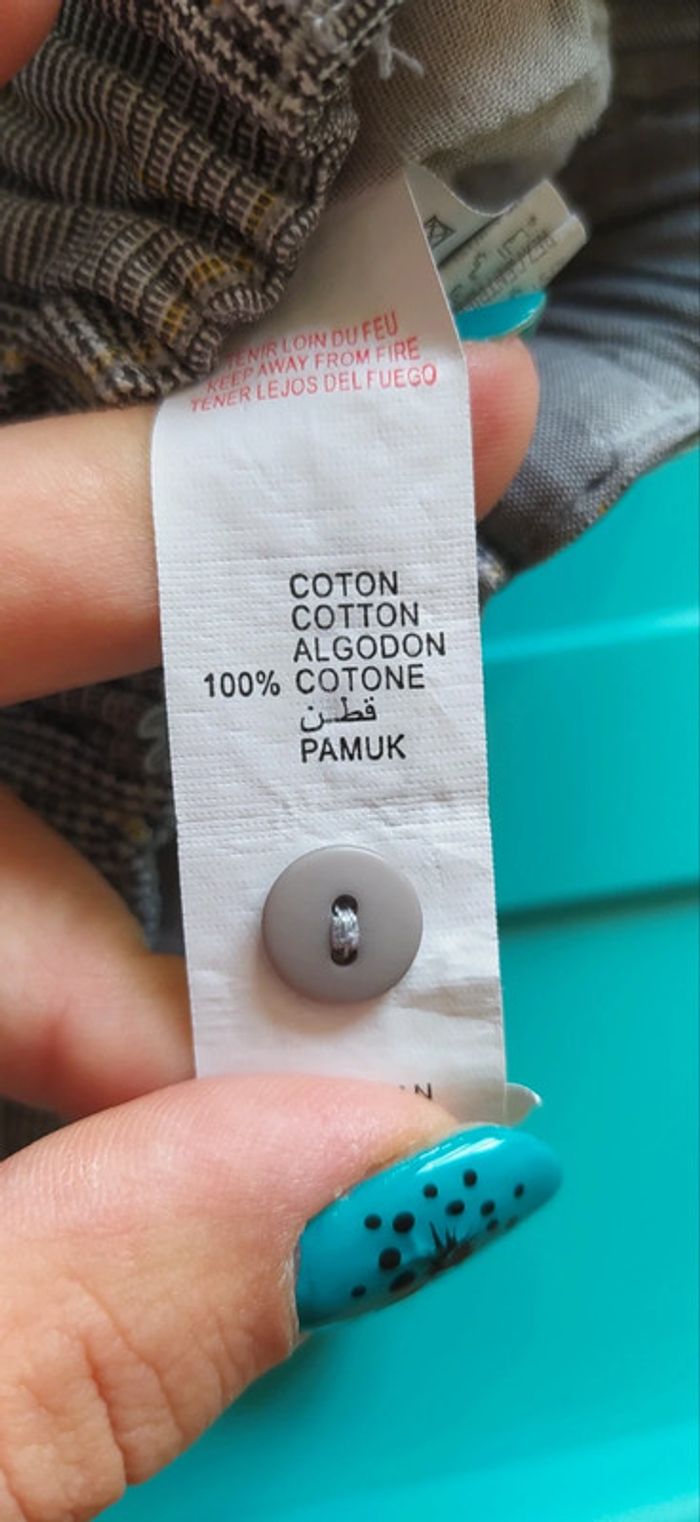 TENIR LOIN DU FEU
KEEP AWAY FROM FIRE
TENER LEJOS DEL FUEGO
COTON
COTTON
ALGODON
100% COTONE
قطن
PAMUK